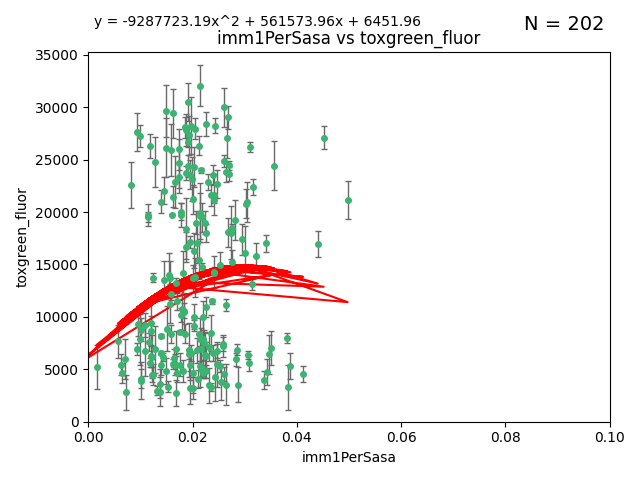 y = -9287723.19x^2 + 561573.96x + 6451.96
N = 202
imm1PerSasa vs toxgreen_fluor
35000
30000
25000
20000
15000
10000
5000
0
toxgreen_fluor
0.00 0.02 0.04 0.06 0.08 0.10
imm1PerSasa